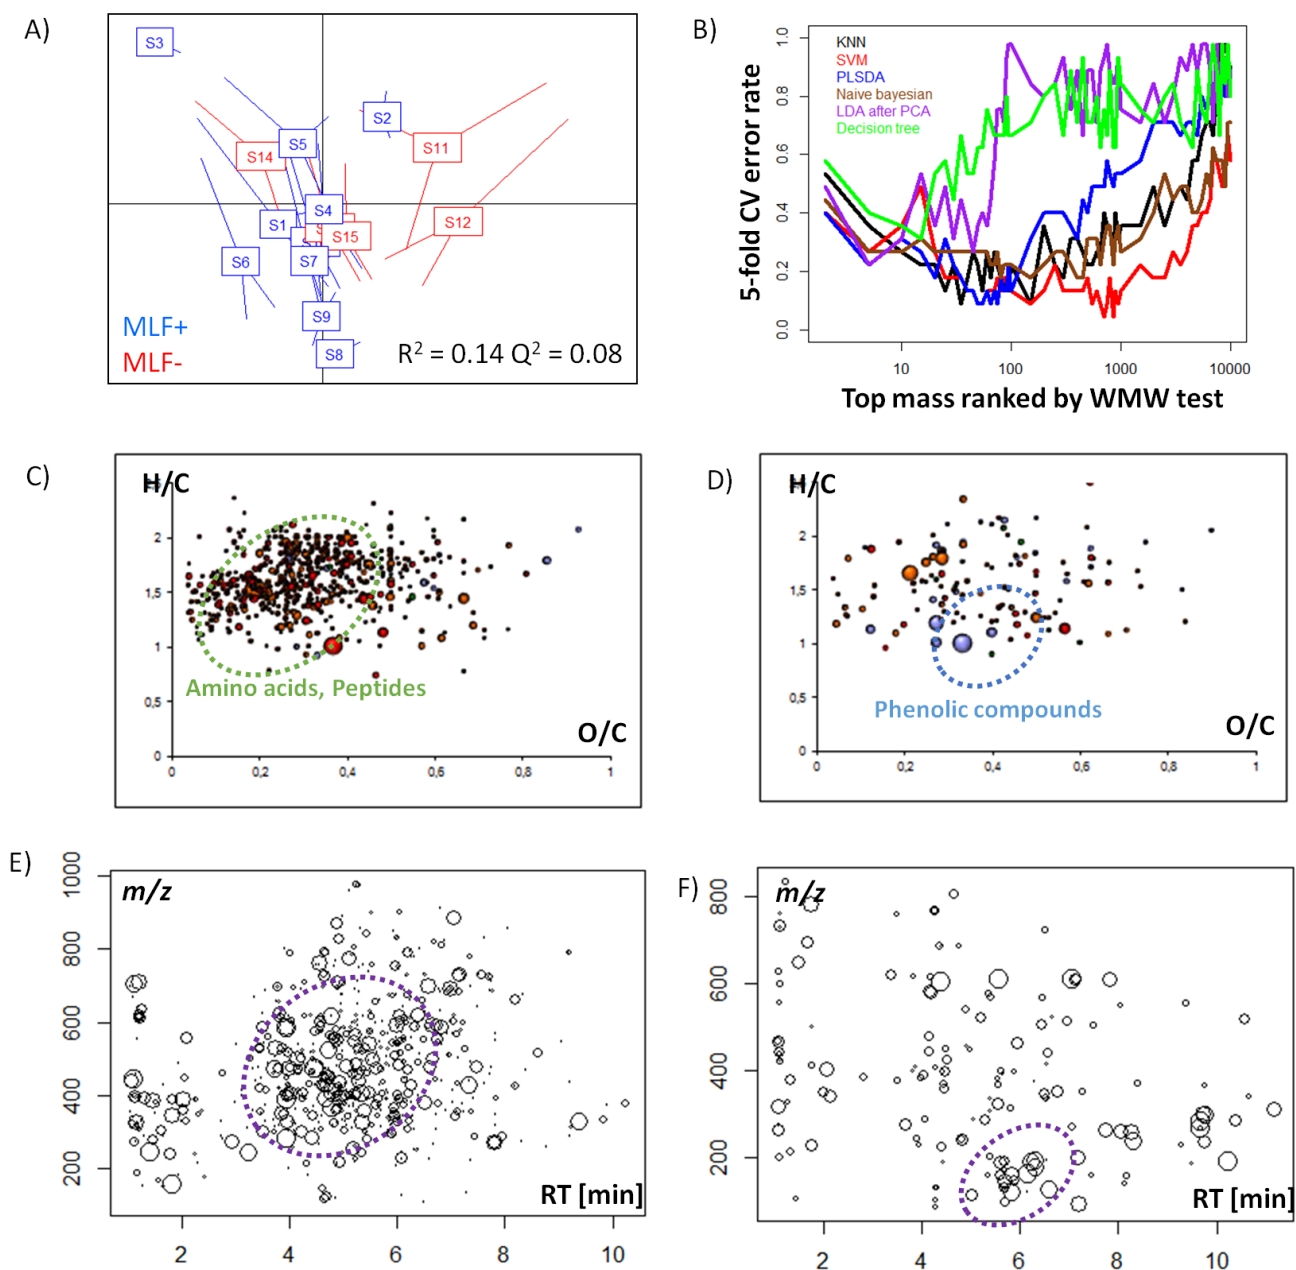 A)
S3
S2
S5
S14
S11
S4
S1
S15
S12
S7
S6
S9
S8
MLF+
MLF-
R² = 0.14 Q² = 0.08
B)
5-fold CV error rate
1.0
0.8
0.6
0.4
0.2
0.0
KNN
SVM
PLSDA
Naive bayesian
LDA after PCA
Decision tree
10
100
1000
10000
Top mass ranked by WMW test
C)
H/C
2
1,5
1
0,5
0
Amino acids, Peptides
O/C
0
0,2
0,4
0,6
0,8
1
D)
H/C
2
1,5
1
0,5
0
Phenolic compounds
O/C
0
0,2
0,4
0,6
0,8
1
E)
m/z
1000
800
600
400
200
RT [min]
2
4
6
8
10
F)
m/z
800
600
400
200
RT [min]
2
4
6
8
10